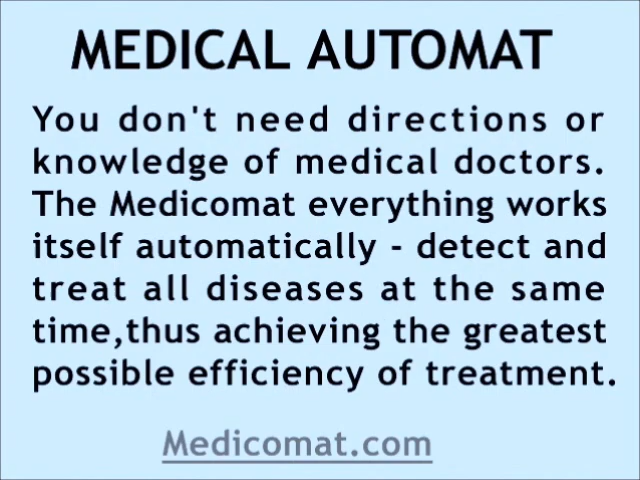 MEDICAL AUTOMAT
You don't need directions or
knowledge of medical doctors.
The Medicomat everything works
itself automatically - detect and
treat all diseases at the same
time,thus achieving the greatest
possible efficiency of treatment.
Medicomat.com